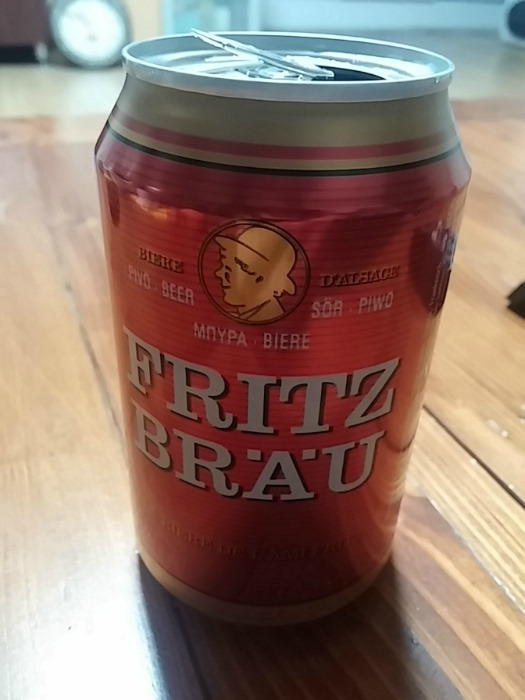 BIERE D'ALSACE
PIVO · BEER SÖR · PIWO
ΜΠΥΡΑ · BIERE
FRITZ
BRÄU